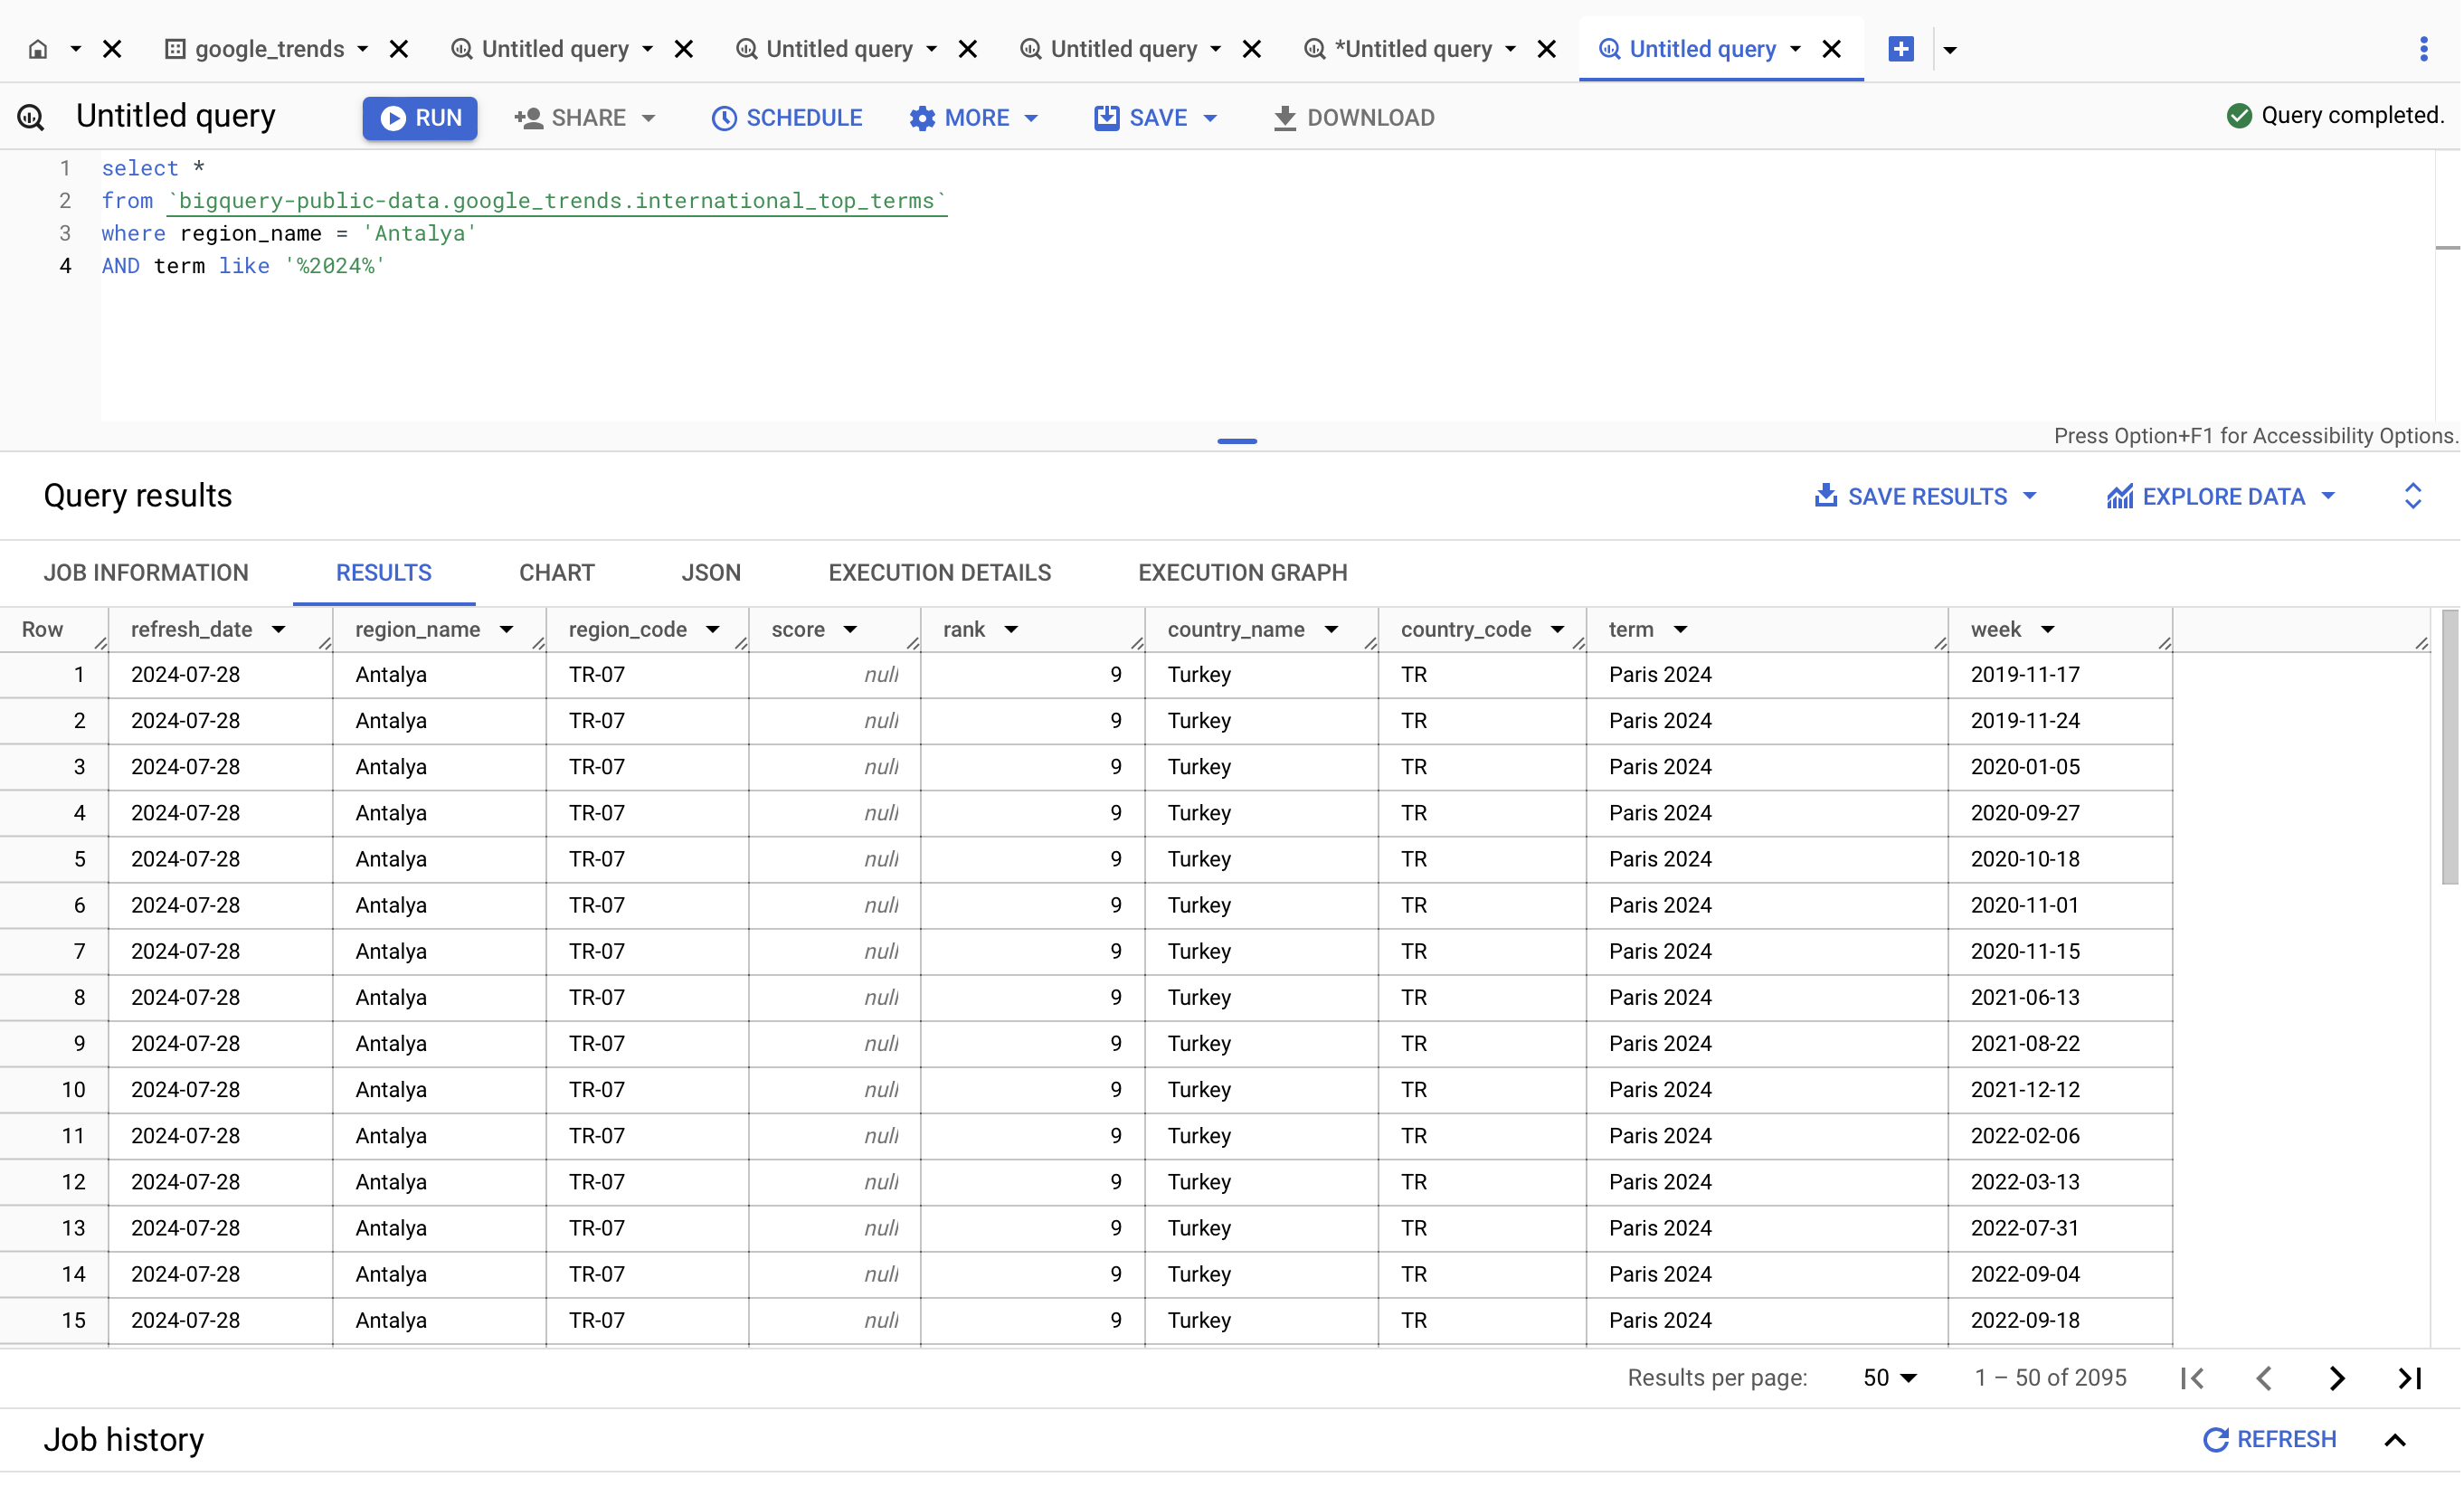 google_trends Untitled query Untitled query Untitled query *Untitled query Untitled query
Untitled query RUN SHARE SCHEDULE MORE SAVE DOWNLOAD Query completed.
1 select *
2 from `bigquery-public-data.google_trends.international_top_terms`
3 where region_name = 'Antalya'
4 AND term like '%2024%'
Press Option+F1 for Accessibility Options.
Query results SAVE RESULTS EXPLORE DATA
JOB INFORMATION RESULTS CHART JSON EXECUTION DETAILS EXECUTION GRAPH
Row refresh_date region_name region_code score rank country_name country_code term week
1 2024-07-28 Antalya TR-07 null 9 Turkey TR Paris 2024 2019-11-17
2 2024-07-28 Antalya TR-07 null 9 Turkey TR Paris 2024 2019-11-24
3 2024-07-28 Antalya TR-07 null 9 Turkey TR Paris 2024 2020-01-05
4 2024-07-28 Antalya TR-07 null 9 Turkey TR Paris 2024 2020-09-27
5 2024-07-28 Antalya TR-07 null 9 Turkey TR Paris 2024 2020-10-18
6 2024-07-28 Antalya TR-07 null 9 Turkey TR Paris 2024 2020-11-01
7 2024-07-28 Antalya TR-07 null 9 Turkey TR Paris 2024 2020-11-15
8 2024-07-28 Antalya TR-07 null 9 Turkey TR Paris 2024 2021-06-13
9 2024-07-28 Antalya TR-07 null 9 Turkey TR Paris 2024 2021-08-22
10 2024-07-28 Antalya TR-07 null 9 Turkey TR Paris 2024 2021-12-12
11 2024-07-28 Antalya TR-07 null 9 Turkey TR Paris 2024 2022-02-06
12 2024-07-28 Antalya TR-07 null 9 Turkey TR Paris 2024 2022-03-13
13 2024-07-28 Antalya TR-07 null 9 Turkey TR Paris 2024 2022-07-31
14 2024-07-28 Antalya TR-07 null 9 Turkey TR Paris 2024 2022-09-04
15 2024-07-28 Antalya TR-07 null 9 Turkey TR Paris 2024 2022-09-18
Results per page: 50 1 – 50 of 2095
Job history REFRESH